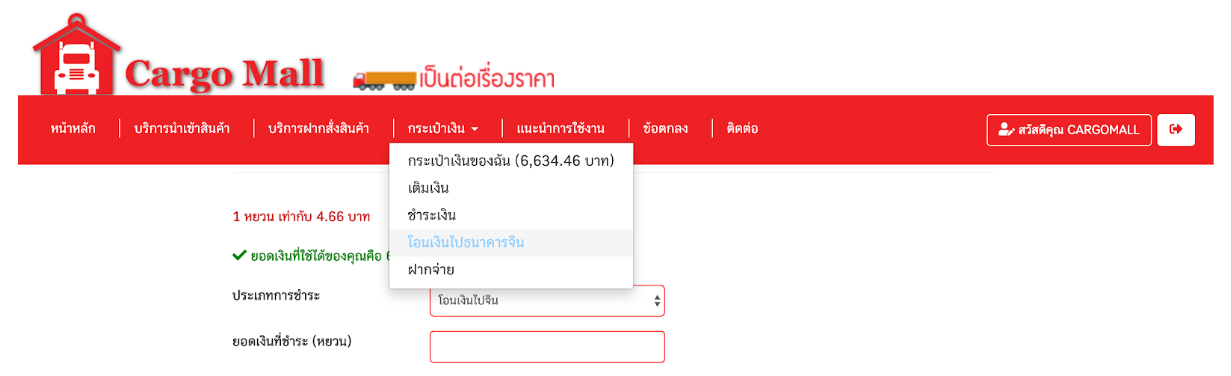 Cargo Mall เป็นต่อเรื่องราคา
หน้าหลัก บริการนำเข้าสินค้า บริการฝากสั่งสินค้า กระเป๋าเงิน แนะนำการใช้งาน ข้อตกลง ติดต่อ สวัสดีคุณ CARGOMALL
กระเป๋าเงินของฉัน (6,634.46 บาท)
เติมเงิน
ชำระเงิน
โอนเงินไปธนาคารจีน
ฝากจ่าย
1 หยวน เท่ากับ 4.66 บาท
ยอดเงินที่ใช้ได้ของคุณคือ
ประเภทการชำระ โอนเงินไปจีน
ยอดเงินที่ชำระ (หยวน)